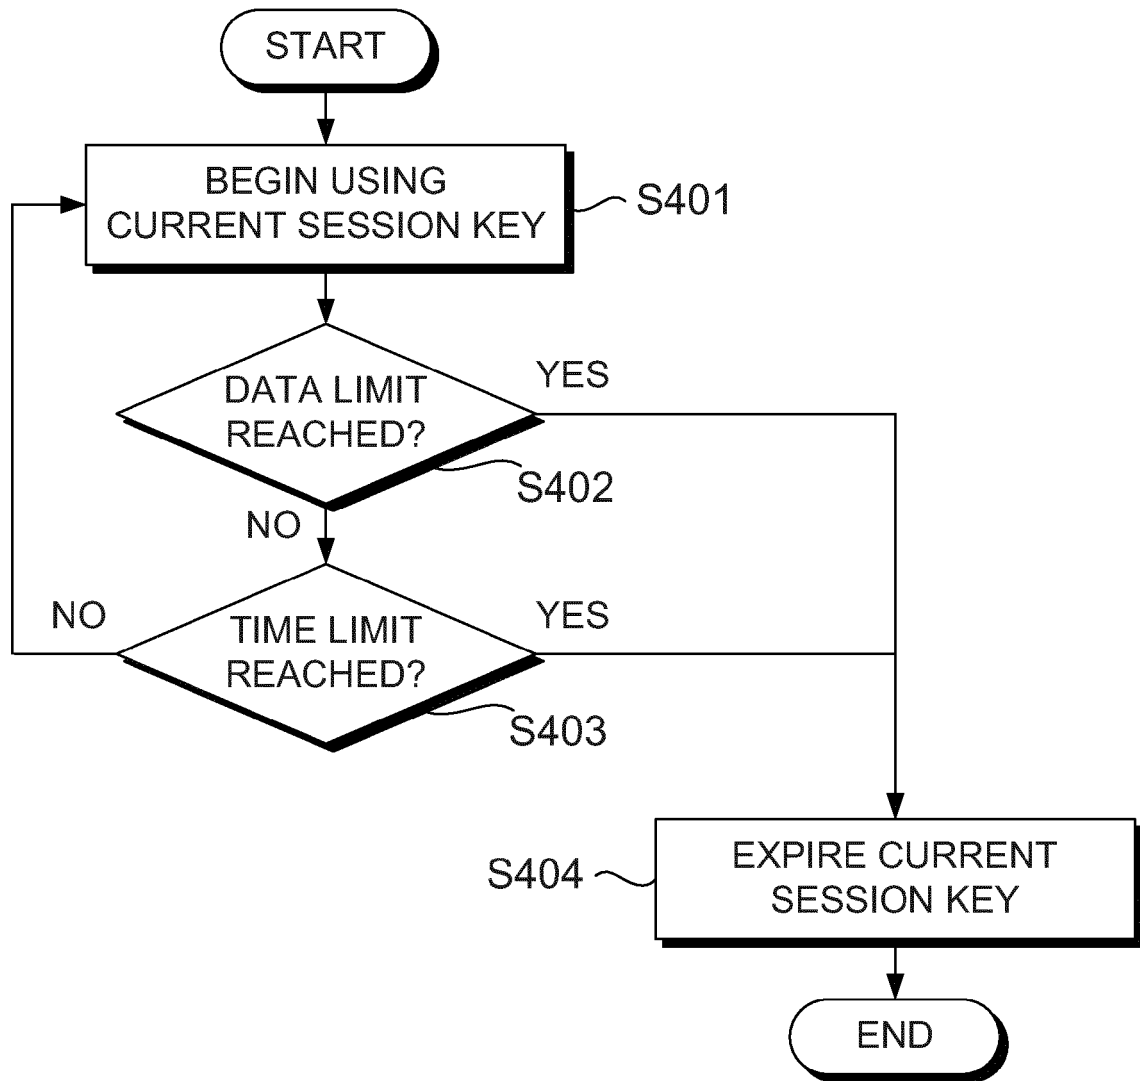 START
BEGIN USING
CURRENT SESSION KEY
S401
DATA LIMIT
REACHED?
YES
S402
NO
TIME LIMIT
REACHED?
NO
YES
S403
EXPIRE CURRENT
SESSION KEY
S404
END